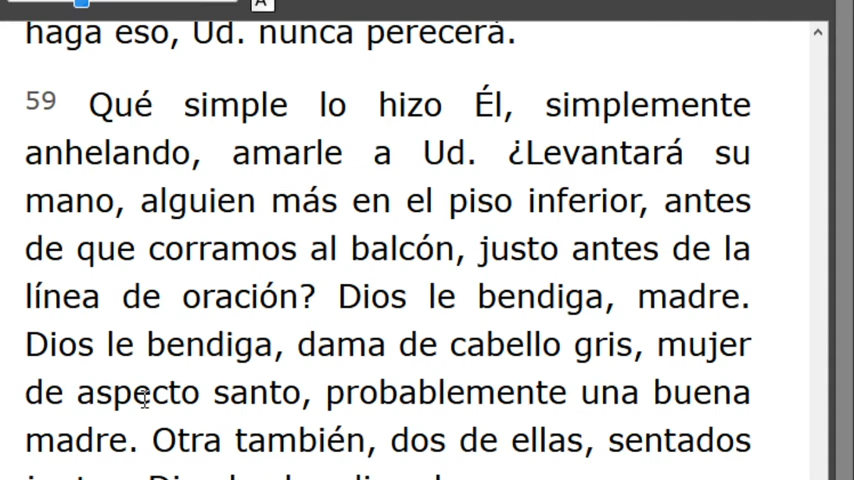 haga eso, Ud. nunca perecerá.
59 Qué simple lo hizo Él, simplemente
anhelando, amarle a Ud. ¿Levantará su
mano, alguien más en el piso inferior, antes
de que corramos al balcón, justo antes de la
línea de oración? Dios le bendiga, madre.
Dios le bendiga, dama de cabello gris, mujer
de aspecto santo, probablemente una buena
madre. Otra también, dos de ellas, sentados